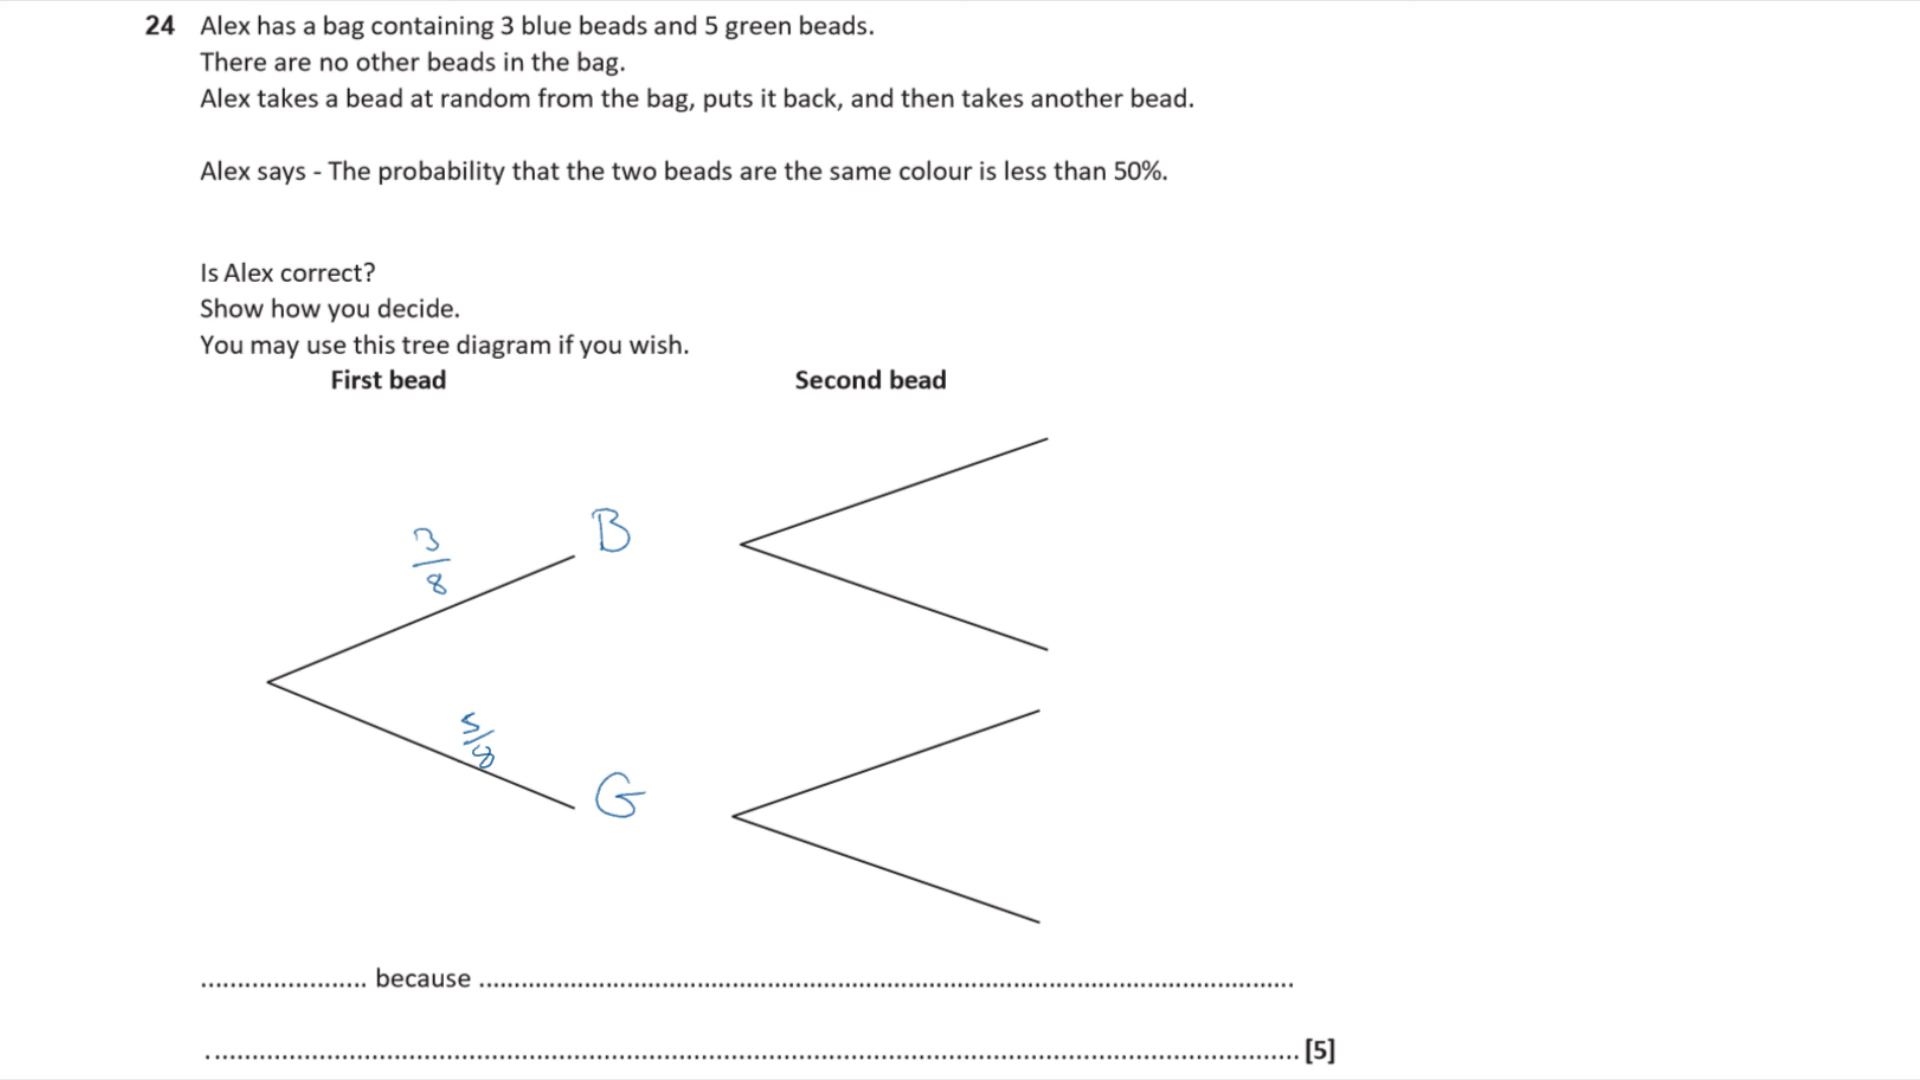 24 Alex has a bag containing 3 blue beads and 5 green beads.
There are no other beads in the bag.
Alex takes a bead at random from the bag, puts it back, and then takes another bead.
Alex says - The probability that the two beads are the same colour is less than 50%.
Is Alex correct?
Show how you decide.
You may use this tree diagram if you wish.
First bead Second bead
3/8 B
5/8 G
....................... because ................................................................................................................
....................................................................................................................................................... [5]